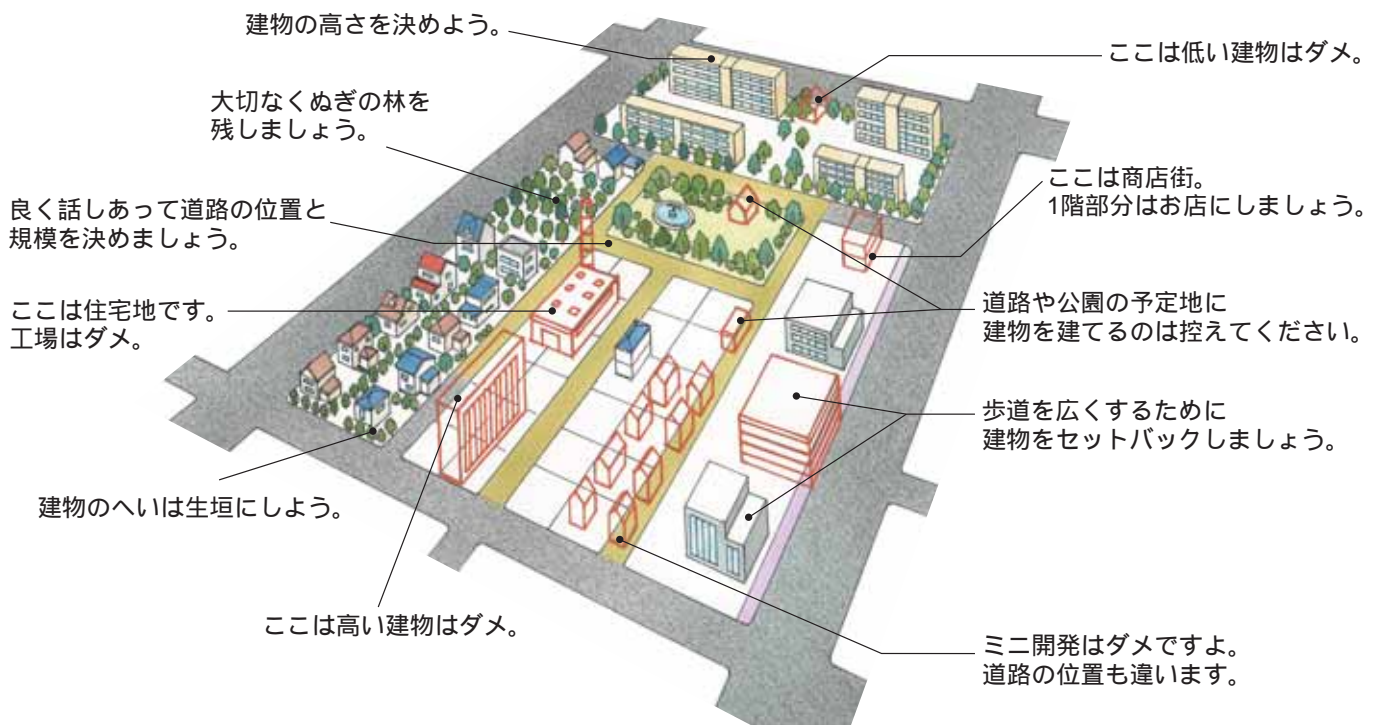 建物の高さを決めよう。
ここは低い建物はダメ。
大切なくぬぎの林を
残しましょう。
ここは商店街。
1階部分はお店にしましょう。
良く話しあって道路の位置と
規模を決めましょう。
道路や公園の予定地に
建物を建てるのは控えてください。
ここは住宅地です。
工場はダメ。
歩道を広くするために
建物をセットバックしましょう。
建物のへいは生垣にしよう。
ここは高い建物はダメ。
ミニ開発はダメですよ。
道路の位置も違います。